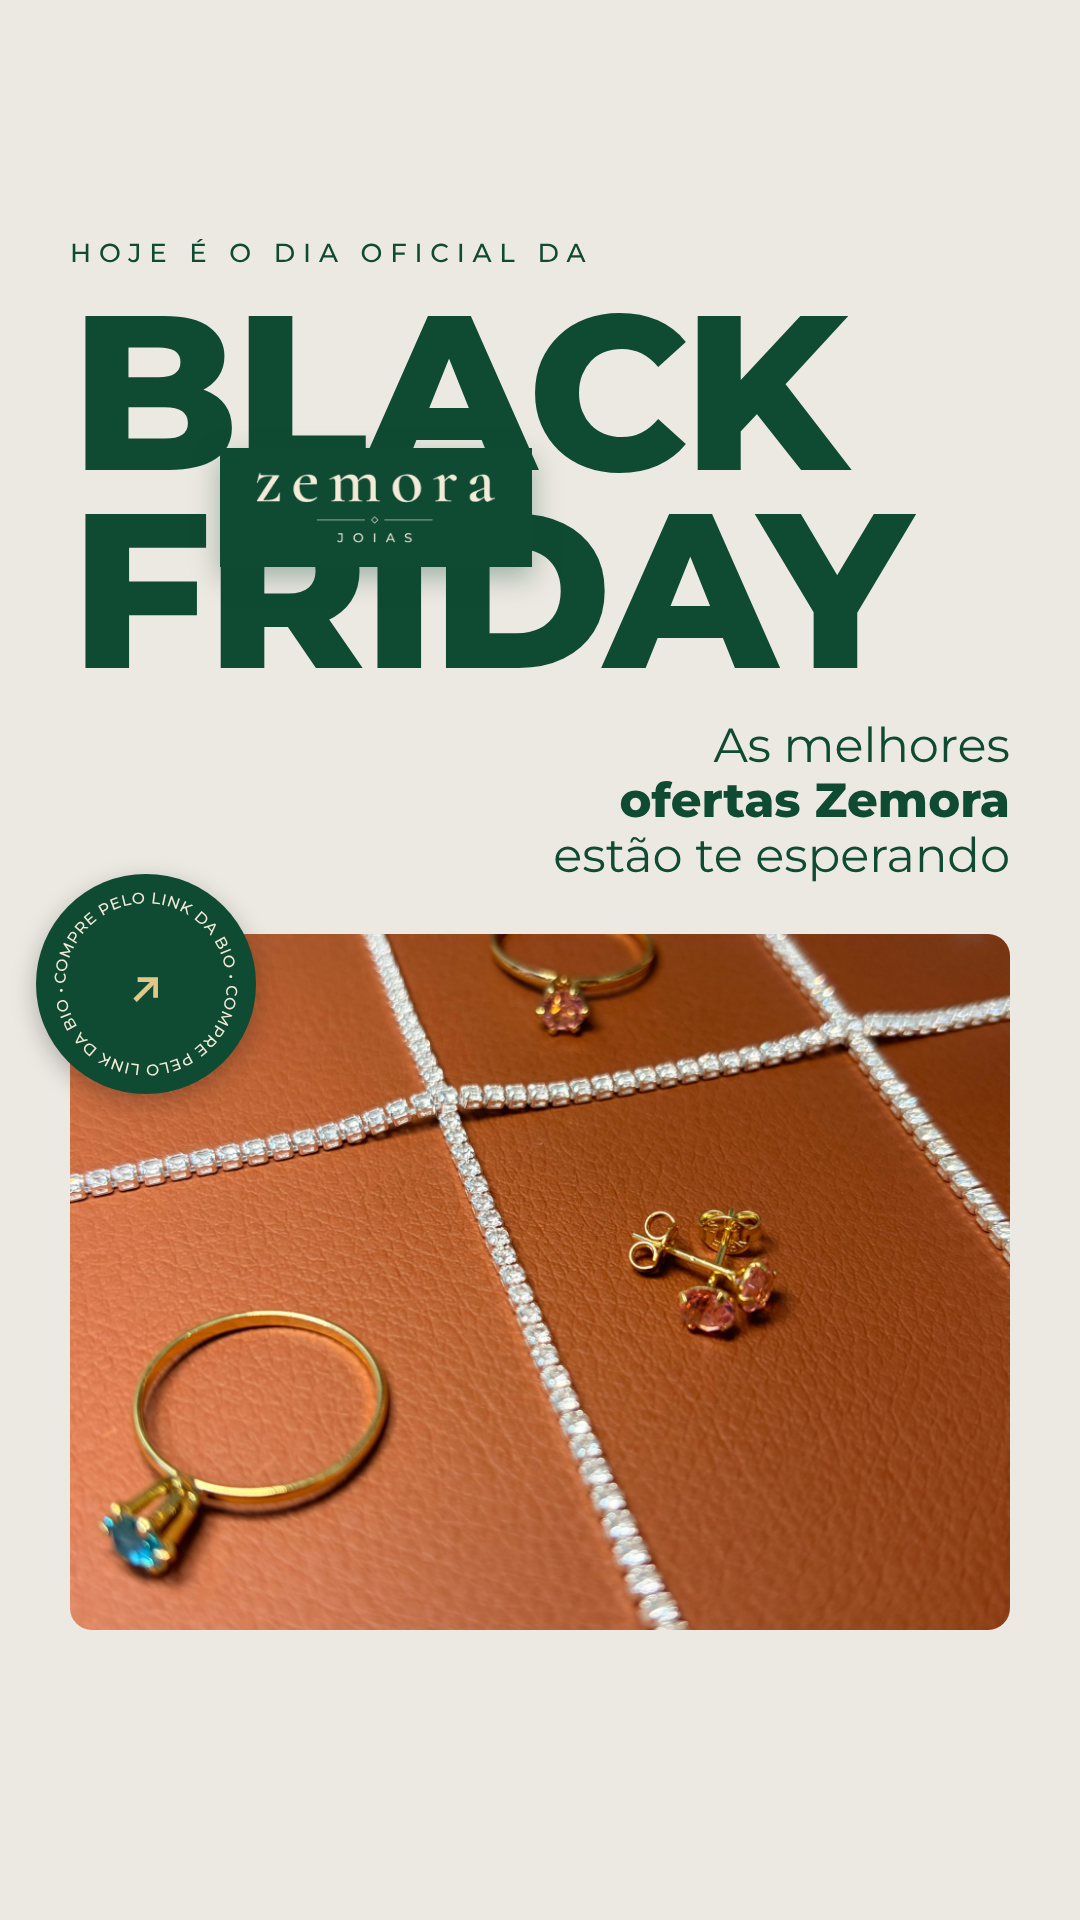 HOJE É O DIA OFICIAL DA
BLACK
zemora
JOIAS
FRIDAY
As melhores
ofertas Zemora
estão te esperando
COMPRE PELO LINK DA BIO · COMPRE PELO LINK DA BIO ·